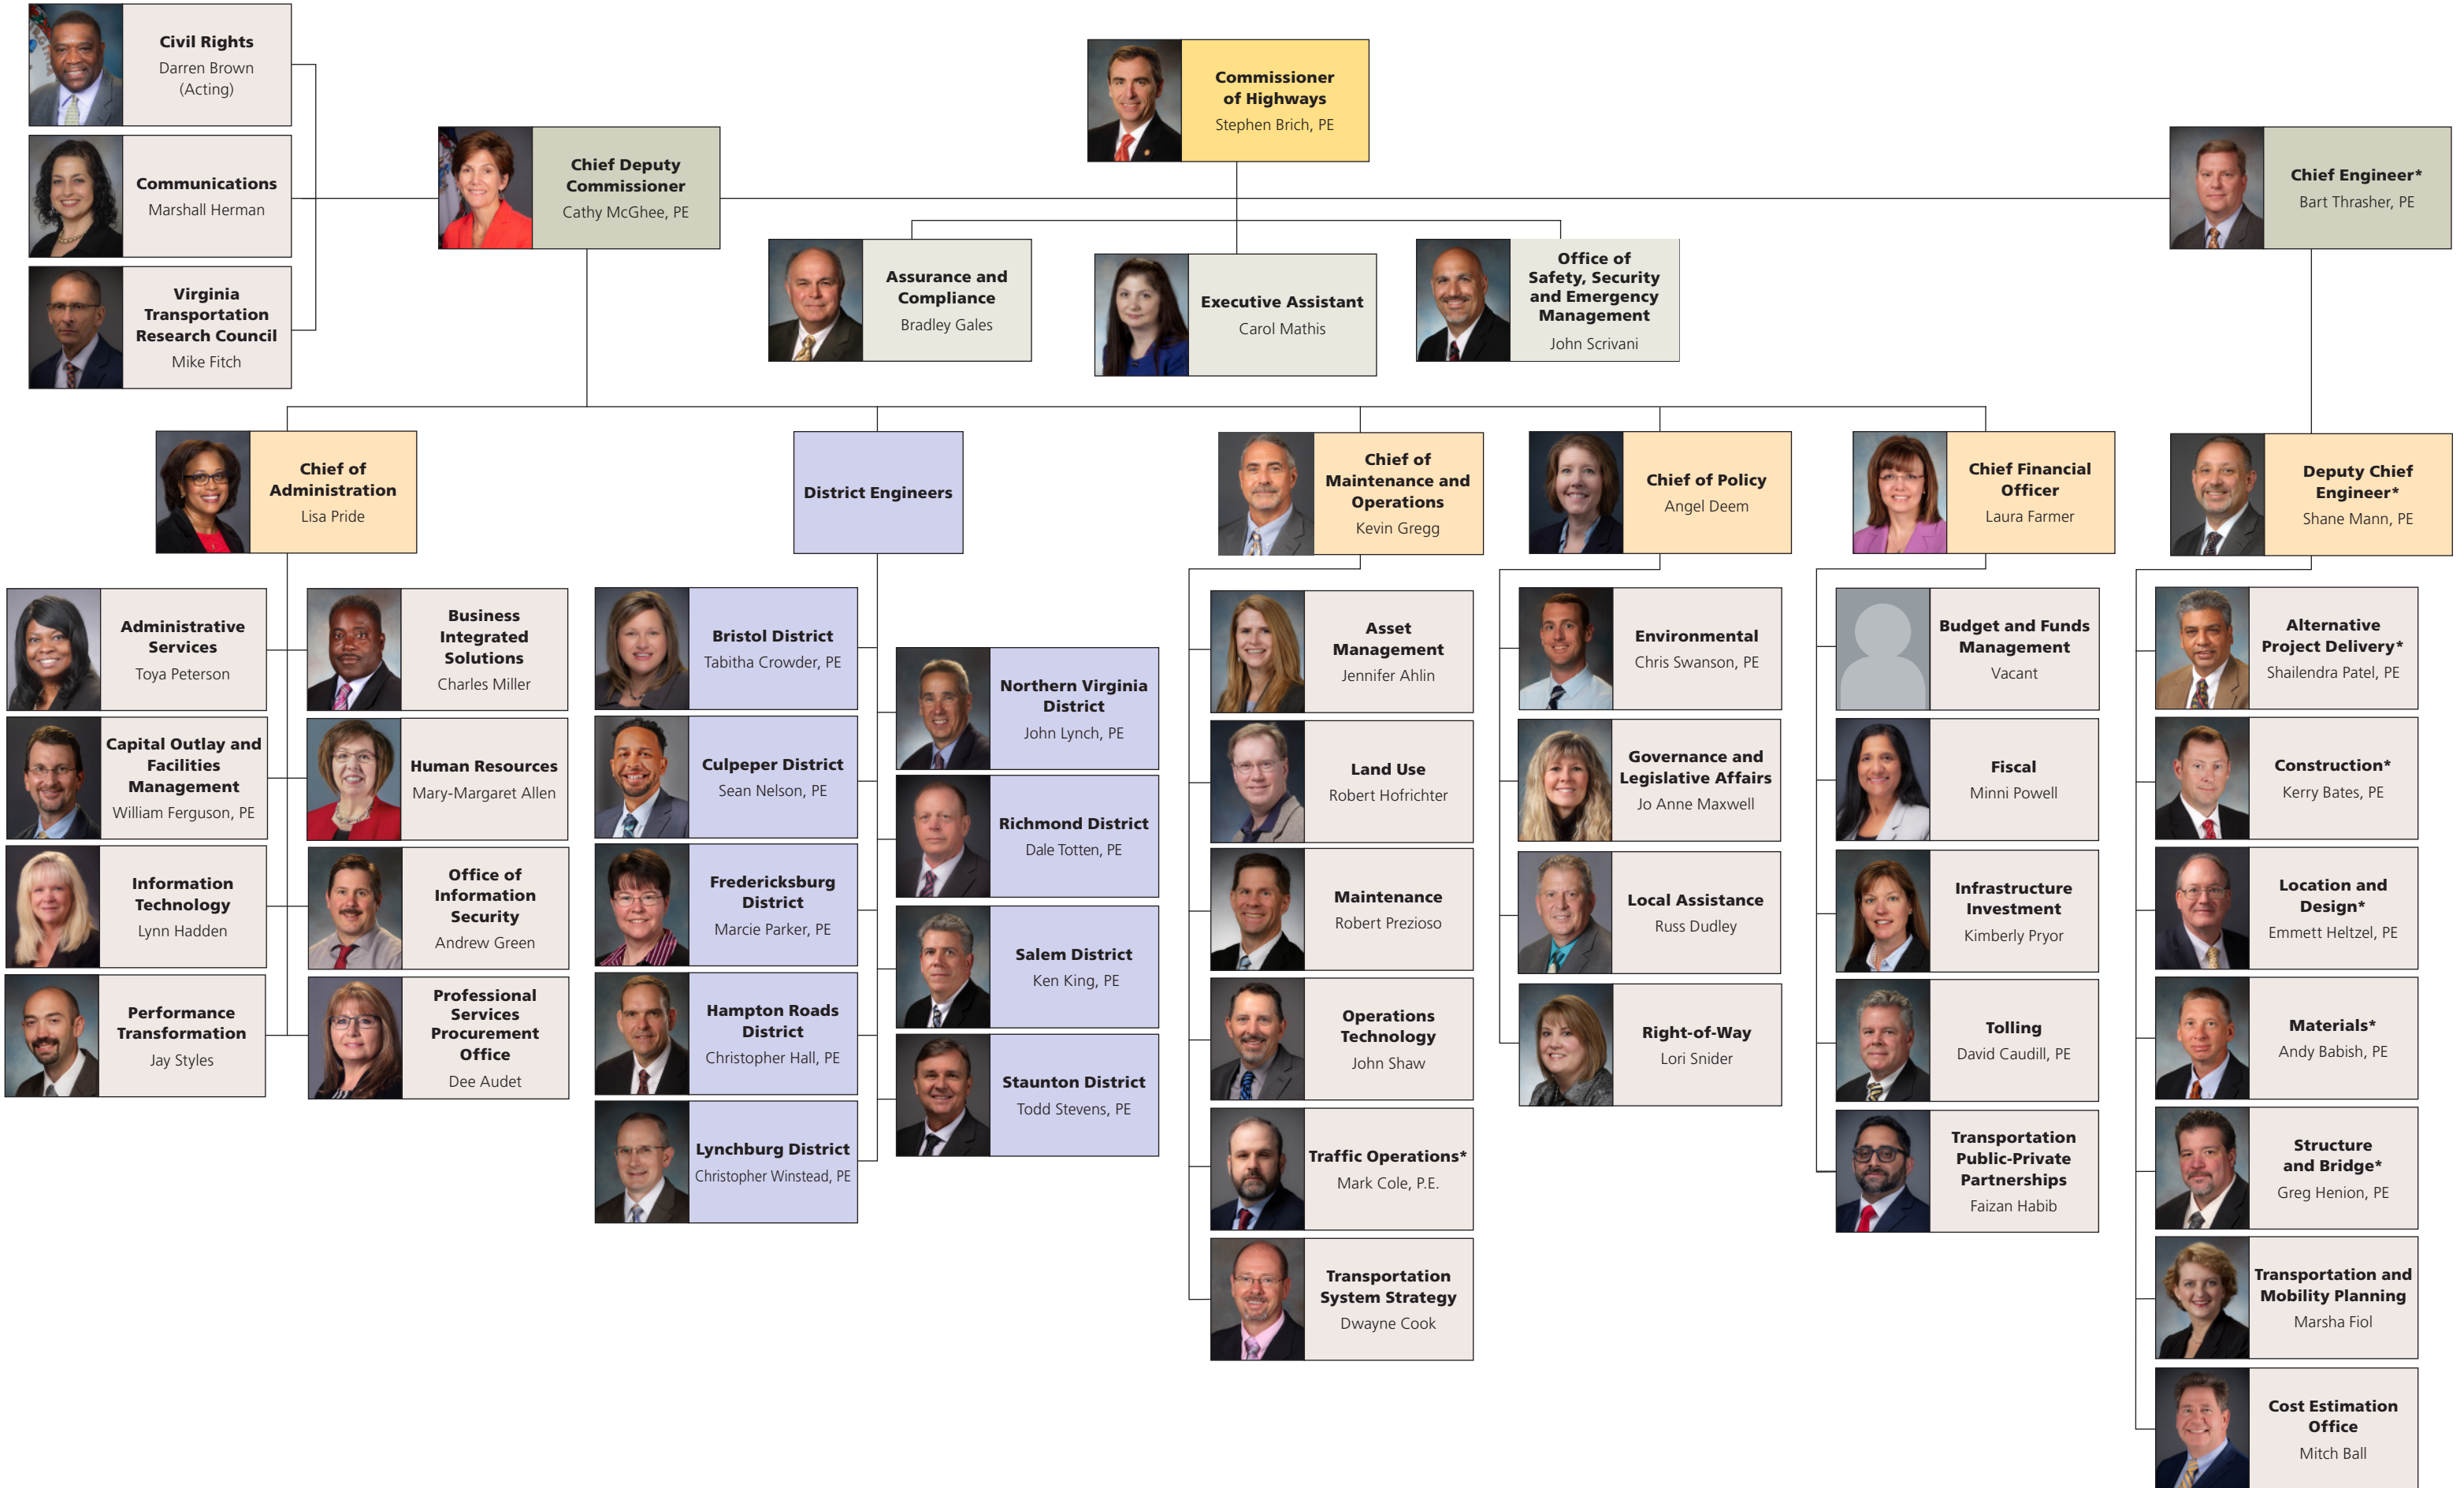 Civil Rights
Darren Brown
(Acting)
Communications
Marshall Herman
Virginia
Transportation
Research Council
Mike Fitch
Chief Deputy
Commissioner
Cathy McGhee, PE
Commissioner
of Highways
Stephen Brich, PE
Chief Engineer*
Bart Thrasher, PE
Assurance and
Compliance
Bradley Gales
Executive Assistant
Carol Mathis
Office of
Safety, Security
and Emergency
Management
John Scrivani
Chief of
Administration
Lisa Pride
District Engineers
Chief of
Maintenance and
Operations
Kevin Gregg
Chief of Policy
Angel Deem
Chief Financial
Officer
Laura Farmer
Deputy Chief
Engineer*
Shane Mann, PE
Administrative
Services
Toya Peterson
Business
Integrated
Solutions
Charles Miller
Capital Outlay and
Facilities
Management
William Ferguson, PE
Human Resources
Mary-Margaret Allen
Information
Technology
Lynn Hadden
Office of
Information
Security
Andrew Green
Performance
Transformation
Jay Styles
Professional
Services
Procurement
Office
Dee Audet
Bristol District
Tabitha Crowder, PE
Culpeper District
Sean Nelson, PE
Fredericksburg
District
Marcie Parker, PE
Hampton Roads
District
Christopher Hall, PE
Lynchburg District
Christopher Winstead, PE
Northern Virginia
District
John Lynch, PE
Richmond District
Dale Totten, PE
Salem District
Ken King, PE
Staunton District
Todd Stevens, PE
Asset
Management
Jennifer Ahlin
Land Use
Robert Hofrichter
Maintenance
Robert Prezioso
Operations
Technology
John Shaw
Traffic Operations*
Mark Cole, P.E.
Transportation
System Strategy
Dwayne Cook
Environmental
Chris Swanson, PE
Governance and
Legislative Affairs
Jo Anne Maxwell
Local Assistance
Russ Dudley
Right-of-Way
Lori Snider
Budget and Funds
Management
Vacant
Fiscal
Minni Powell
Infrastructure
Investment
Kimberly Pryor
Tolling
David Caudill, PE
Transportation
Public-Private
Partnerships
Faizan Habib
Alternative
Project Delivery*
Shailendra Patel, PE
Construction*
Kerry Bates, PE
Location and
Design*
Emmett Heltzel, PE
Materials*
Andy Babish, PE
Structure
and Bridge*
Greg Henion, PE
Transportation and
Mobility Planning
Marsha Fiol
Cost Estimation
Office
Mitch Ball